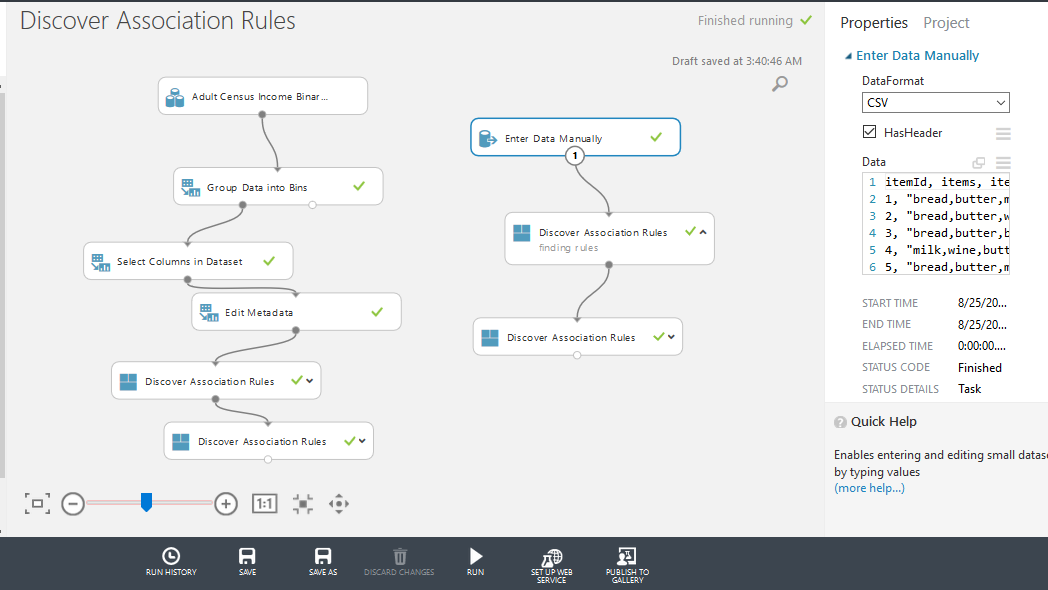 Discover Association Rules
Finished running
Draft saved at 3:40:46 AM
Adult Census Income Binar...
Group Data into Bins
Select Columns in Dataset
Edit Metadata
Discover Association Rules
Discover Association Rules
Enter Data Manually
1
Discover Association Rules
finding rules
Discover Association Rules
1:1
Properties Project
Enter Data Manually
DataFormat
CSV
HasHeader
Data
1 itemId, items, ite
2 1, "bread,butter,m
3 2, "bread,butter,w
4 3, "bread,butter,b
5 4, "milk,wine,butt
6 5, "bread,butter,m
START TIME 8/25/20...
END TIME 8/25/20...
ELAPSED TIME 0:00:00....
STATUS CODE Finished
STATUS DETAILS Task
? Quick Help
Enables entering and editing small datase
by typing values
(more help...)
RUN HISTORY
SAVE
SAVE AS
DISCARD CHANGES
RUN
SET UP WEB
SERVICE
PUBLISH TO
GALLERY